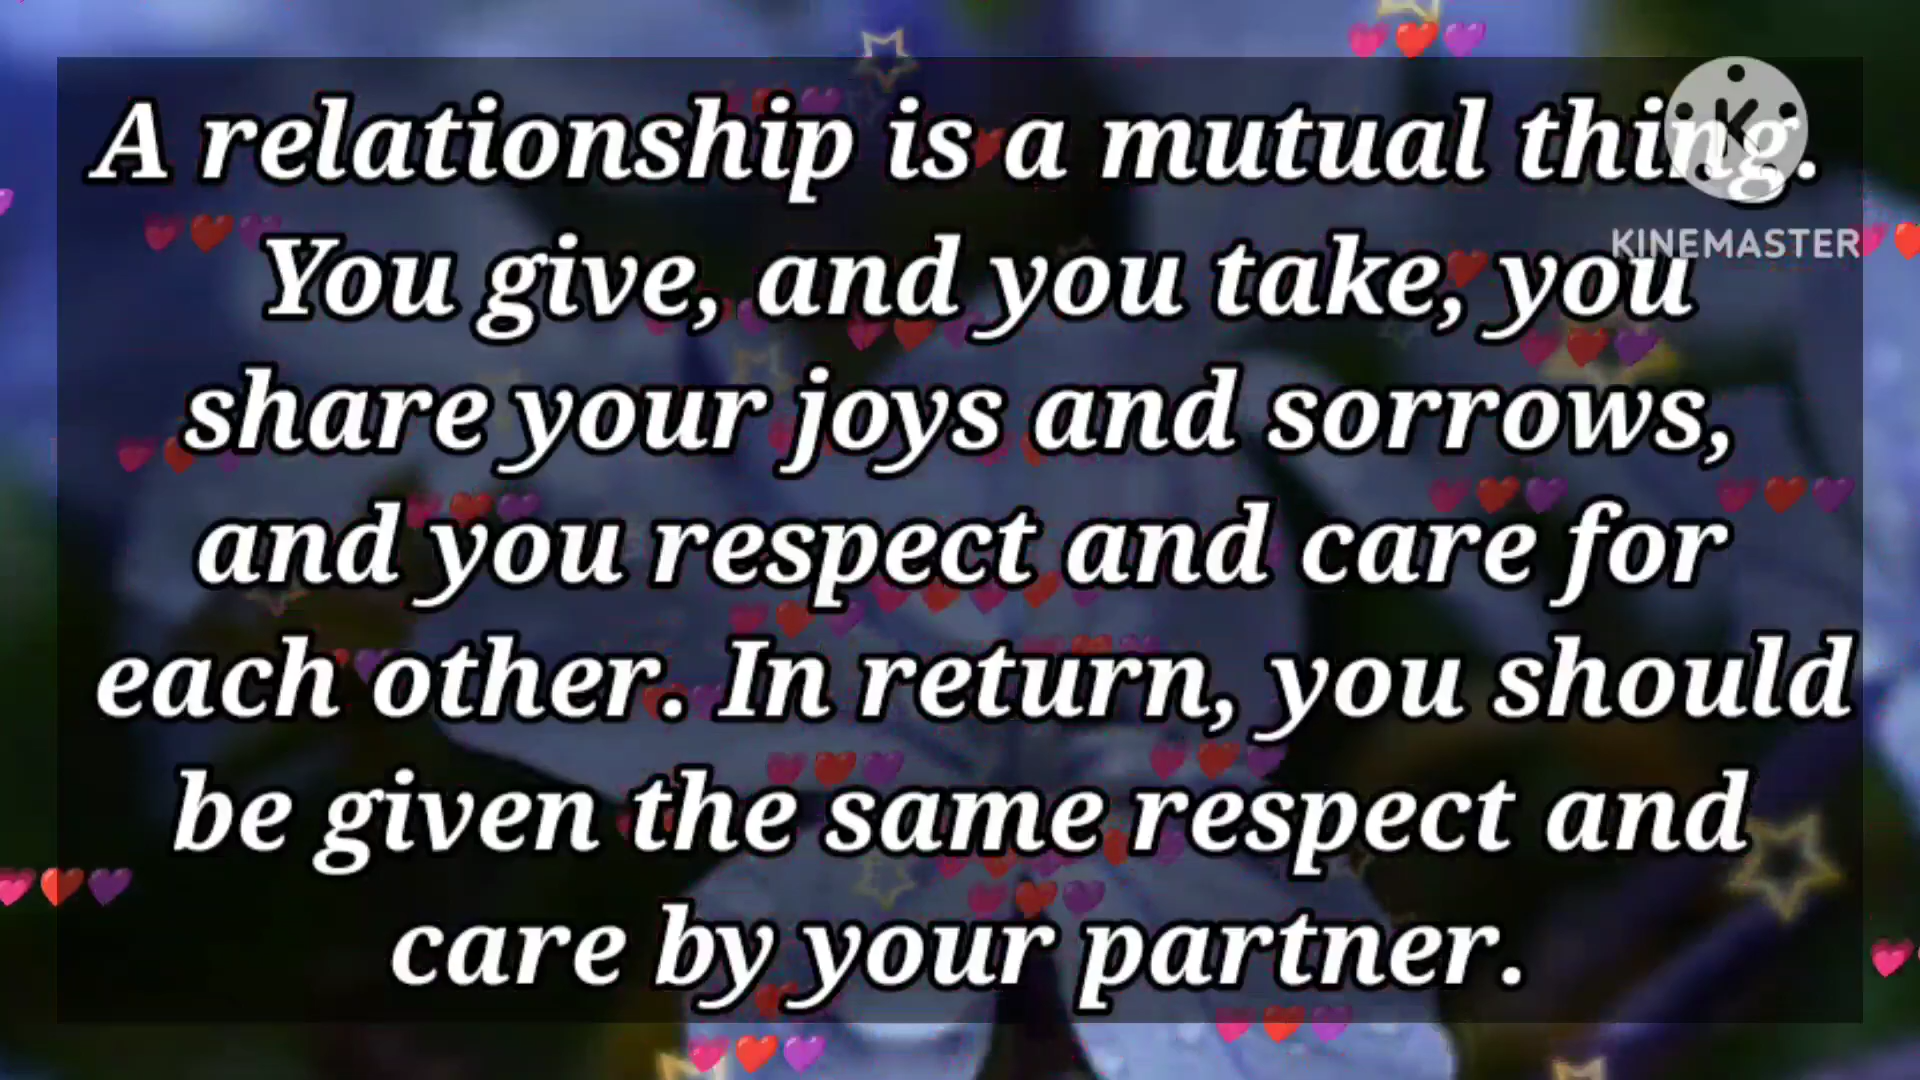 A relationship is a mutual thing.
You give, and you take, you
share your joys and sorrows,
and you respect and care for
each other. In return, you should
be given the same respect and
care by your partner.
K
KINEMASTER